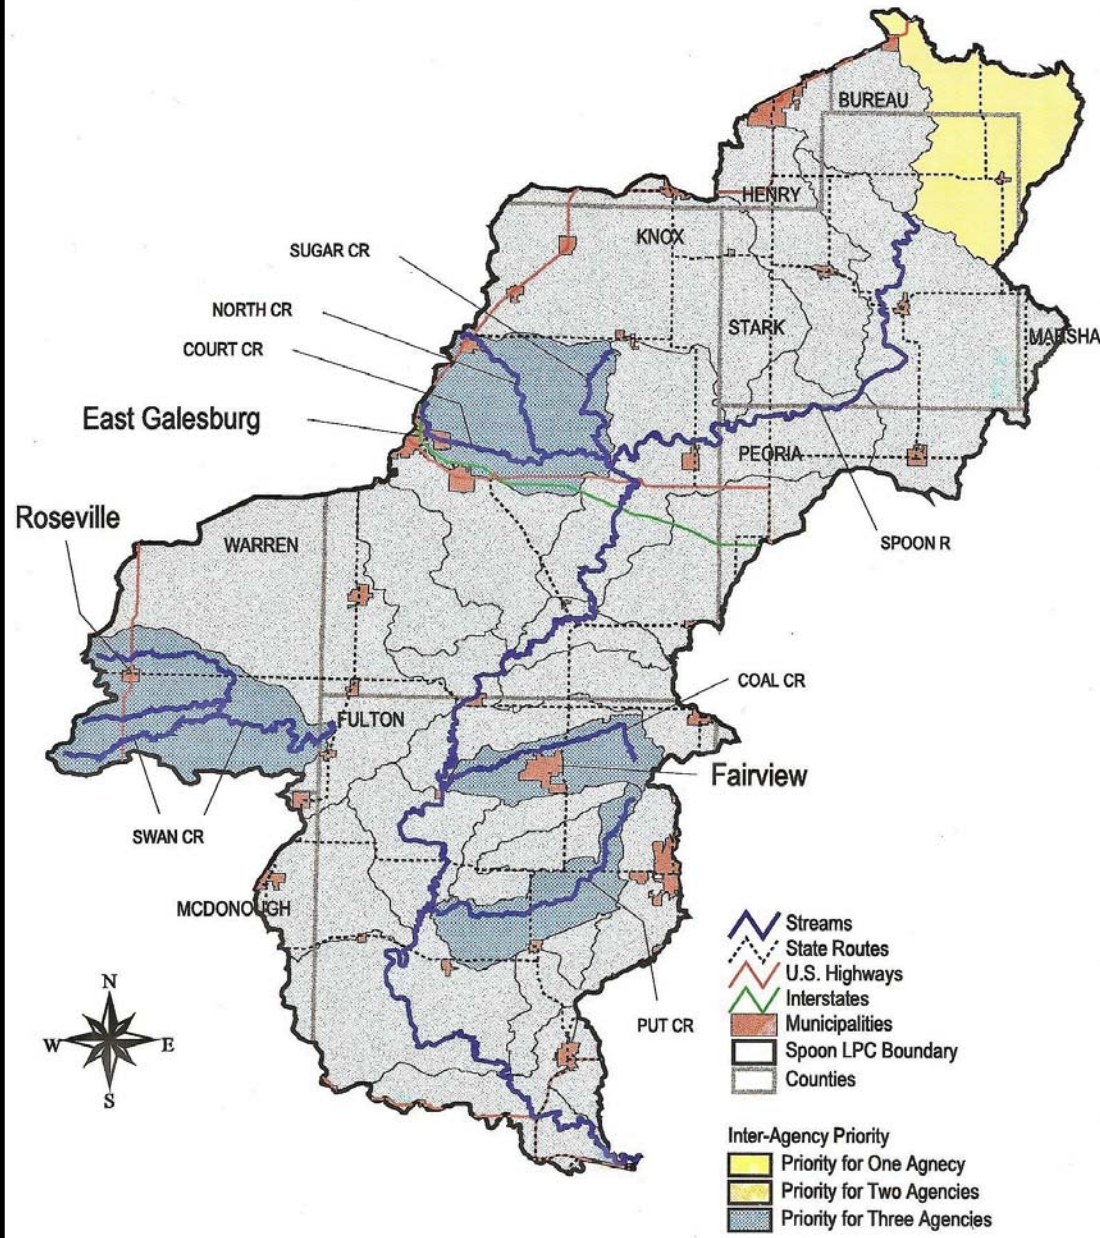 BUREAU
HENRY
KNOX
SUGAR CR
NORTH CR
STARK
MARSHA
COURT CR
East Galesburg
PEORIA
Roseville
SPOON R
WARREN
COAL CR
FULTON
Fairview
SWAN CR
MCDONOUGH
Streams
State Routes
U.S. Highways
Interstates
Municipalities
Spoon LPC Boundary
Counties
N
W
E
S
PUT CR
Inter-Agency Priority
Priority for One Agnecy
Priority for Two Agencies
Priority for Three Agencies